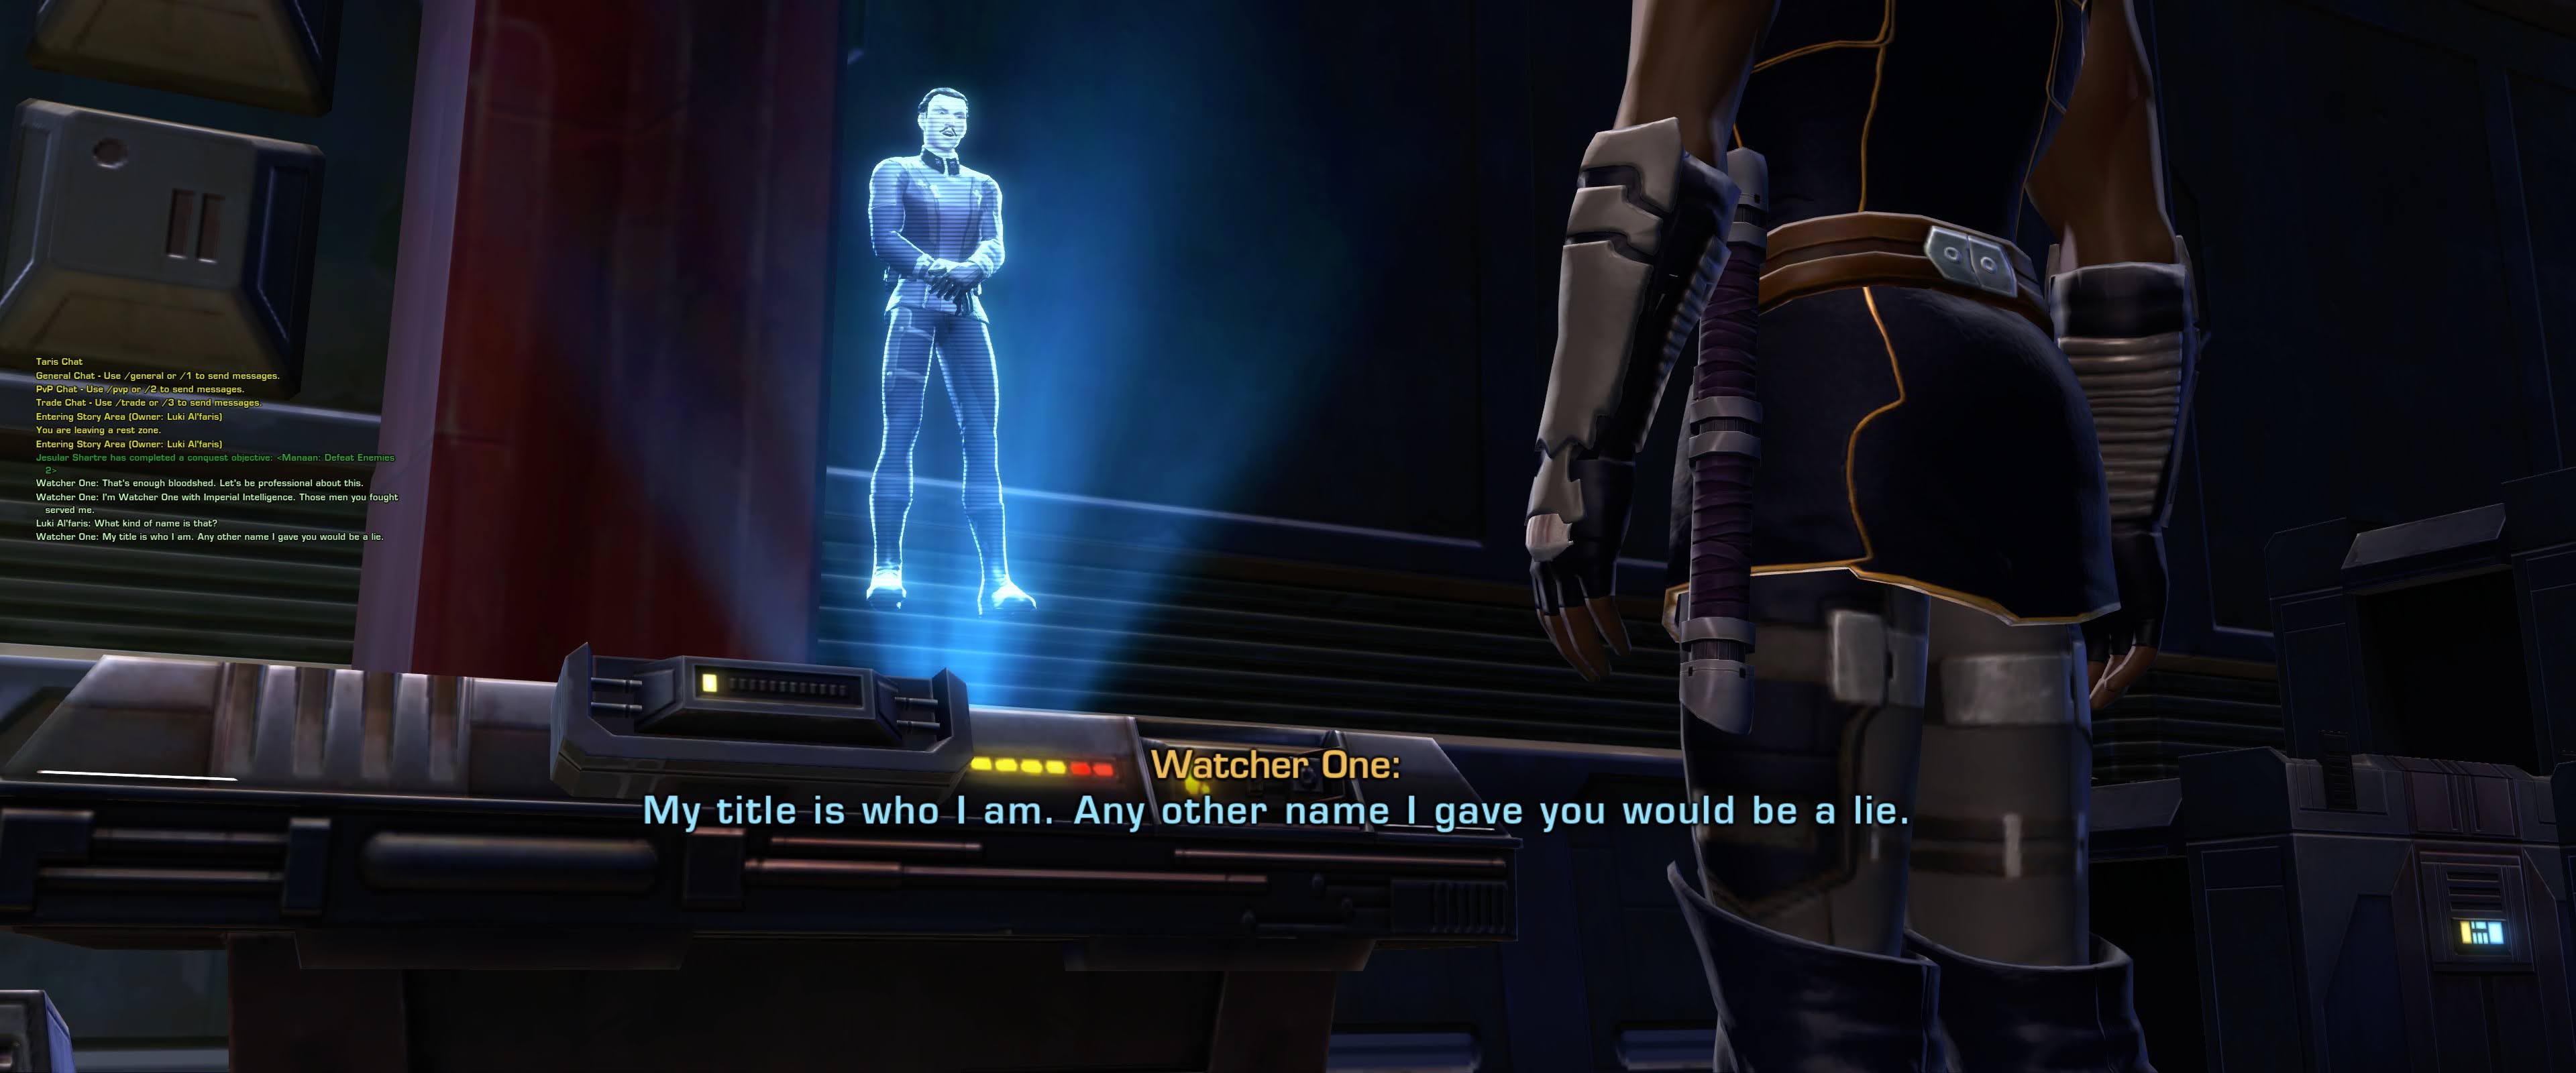 Taris Chat
General Chat - Use /general or /1 to send messages.
PvP Chat - Use /pvp or /2 to send messages.
Trade Chat - Use /trade or /3 to send messages.
Entering Story Area (Owner: Luki Al'faris)
You are leaving a rest zone.
Entering Story Area (Owner: Luki Al'faris)
Jesular Shartre has completed a conquest objective: <Manaan: Defeat Enemies
2>
Watcher One: That's enough bloodshed. Let's be professional about this.
Watcher One: I'm Watcher One with Imperial Intelligence. Those men you fought
served me.
Luki Al'faris: What kind of name is that?
Watcher One: My title is who I am. Any other name I gave you would be a lie.
Watcher One:
My title is who I am. Any other name I gave you would be a lie.